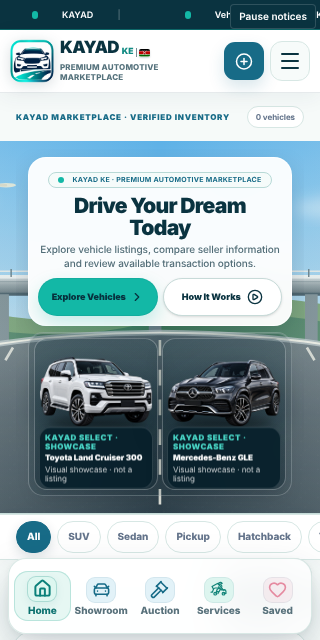 KAYAD
Pause notices
KAYAD KE
PREMIUM AUTOMOTIVE
MARKETPLACE
KAYAD MARKETPLACE · VERIFIED INVENTORY
0 vehicles
KAYAD KE · PREMIUM AUTOMOTIVE MARKETPLACE
Drive Your Dream
Today
Explore vehicle listings, compare seller information
and review available transaction options.
Explore Vehicles
How It Works
KAYAD SELECT ·
SHOWCASE
Toyota Land Cruiser 300
Visual showcase · not a
listing
KAYAD SELECT ·
SHOWCASE
Mercedes-Benz GLE
Visual showcase · not a
listing
All
SUV
Sedan
Pickup
Hatchback
Home
Showroom
Auction
Services
Saved